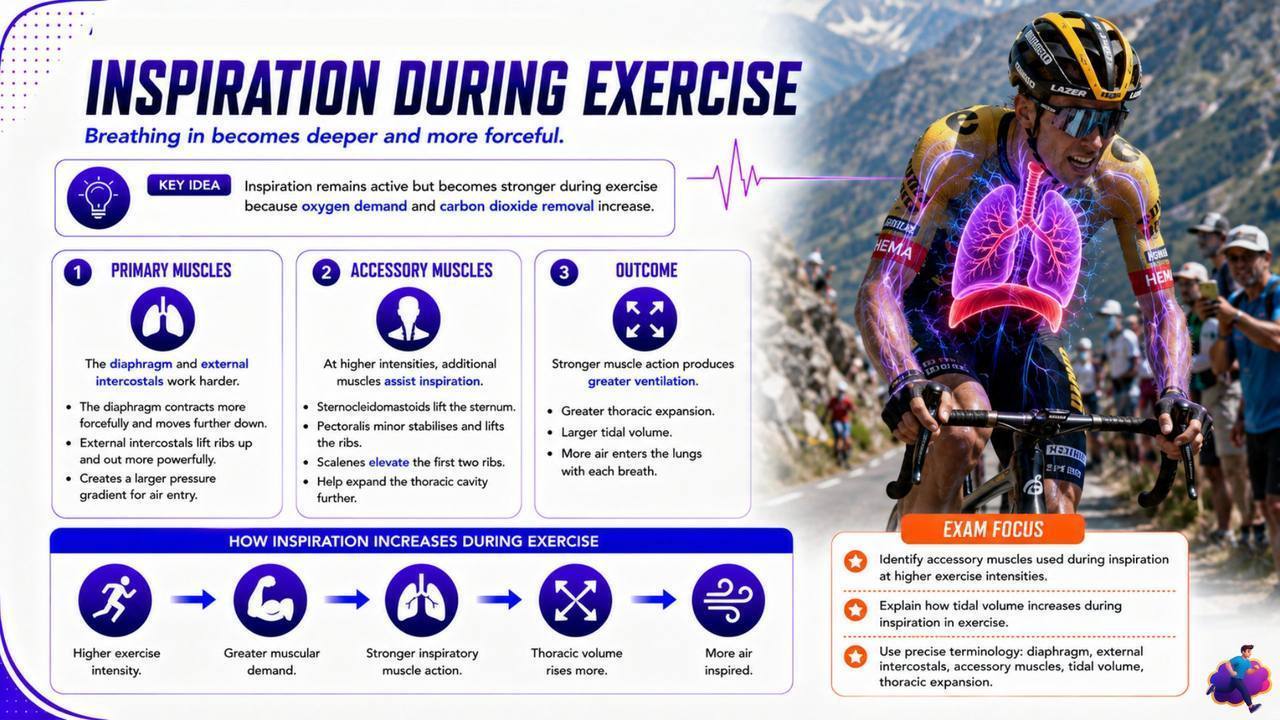 INSPIRATION DURING EXERCISE
Breathing in becomes deeper and more forceful.
KEY IDEA
Inspiration remains active but becomes stronger during exercise
because oxygen demand and carbon dioxide removal increase.
1 PRIMARY MUSCLES
The diaphragm and external
intercostals work harder.
• The diaphragm contracts more
forcefully and moves further down.
• External intercostals lift ribs up
and out more powerfully.
• Creates a larger pressure
gradient for air entry.
2 ACCESSORY MUSCLES
At higher intensities, additional
muscles assist inspiration.
• Sternocleidomastoids lift the sternum.
• Pectoralis minor stabilises and lifts
the ribs.
• Scalenes elevate the first two ribs.
• Help expand the thoracic cavity
further.
3 OUTCOME
Stronger muscle action produces
greater ventilation.
• Greater thoracic expansion.
• Larger tidal volume.
• More air enters the lungs
with each breath.
HOW INSPIRATION INCREASES DURING EXERCISE
Higher exercise
intensity.
Greater muscular
demand.
Stronger inspiratory
muscle action.
Thoracic volume
rises more.
More air
inspired.
LAZER
HEMA
HEM
EXAM FOCUS
Identify accessory muscles used during inspiration
at higher exercise intensities.
Explain how tidal volume increases during
inspiration in exercise.
Use precise terminology: diaphragm, external
intercostals, accessory muscles, tidal volume,
thoracic expansion.